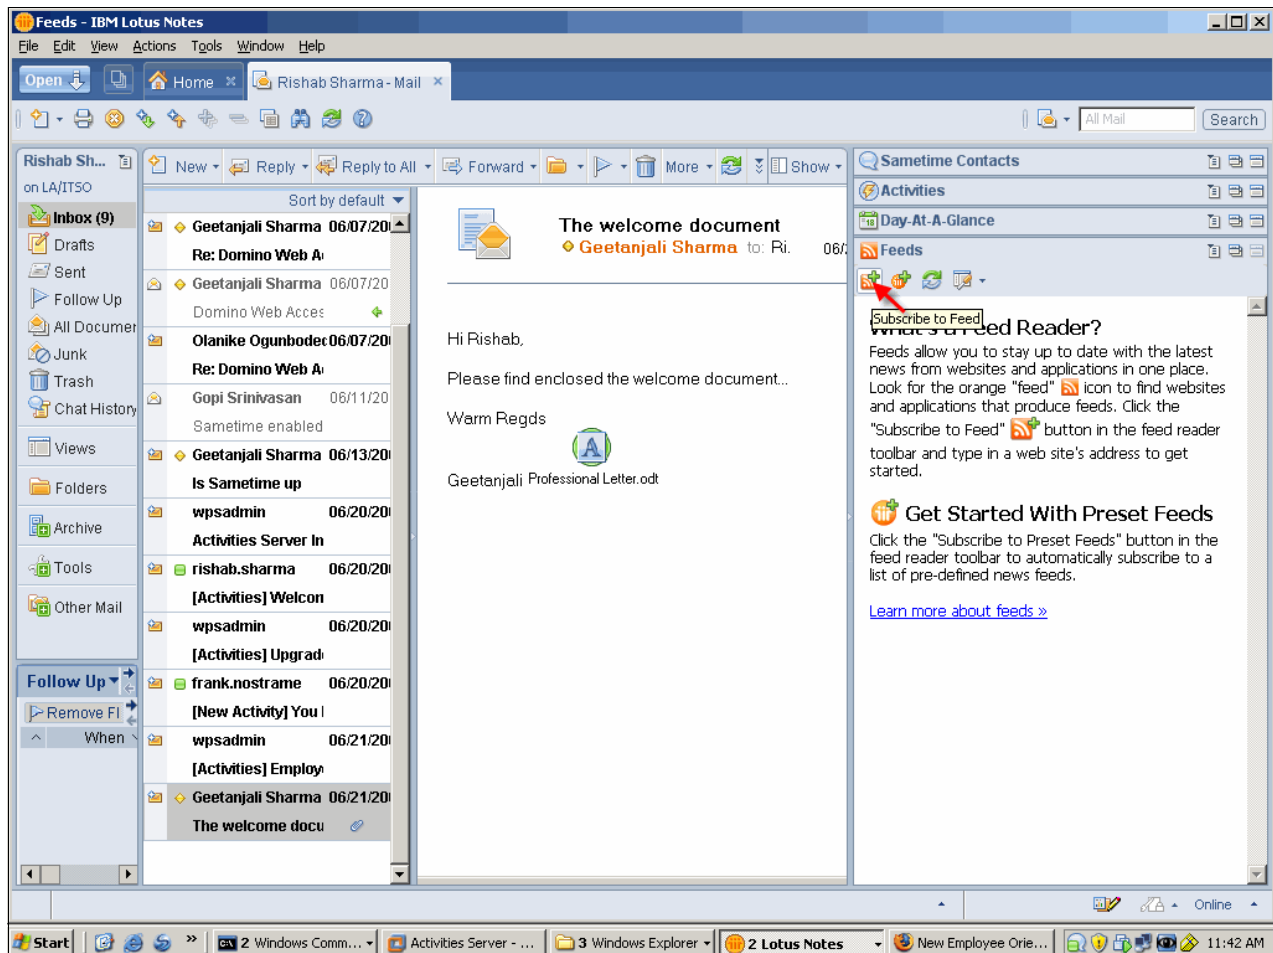 Feeds - IBM Lotus Notes
File Edit View Actions Tools Window Help
Open Home Rishab Sharma - Mail
All Mail Search
Rishab Sh...
on LA/ITSO
Inbox (9)
Drafts
Sent
Follow Up
All Documer
Junk
Trash
Chat History
Views
Folders
Archive
Tools
Other Mail
Follow Up
Remove Fl
When
New Reply Reply to All Forward More Show
Sort by default
Geetanjali Sharma 06/07/20
Re: Domino Web A
Geetanjali Sharma 06/07/20
Domino Web Acces
Olanike Ogunbodec 06/07/20
Re: Domino Web A
Gopi Srinivasan 06/11/20
Sametime enabled
Geetanjali Sharma 06/13/20
Is Sametime up
wpsadmin 06/20/20
Activities Server In
rishab.sharma 06/20/20
[Activities] Welcon
wpsadmin 06/20/20
[Activities] Upgrad
frank.nostrame 06/20/20
[New Activity] You
wpsadmin 06/21/20
[Activities] Employ
Geetanjali Sharma 06/21/20
The welcome docu
The welcome document
Geetanjali Sharma to: Ri. 06/
Hi Rishab,
Please find enclosed the welcome document...
Warm Regds
Geetanjali Professional Letter.odt
Sametime Contacts
Activities
Day-At-A-Glance
Feeds
Subscribe to Feed
What's a Feed Reader?
Feeds allow you to stay up to date with the latest
news from websites and applications in one place.
Look for the orange "feed" icon to find websites
and applications that produce feeds. Click the
"Subscribe to Feed" button in the feed reader
toolbar and type in a web site's address to get
started.
Get Started With Preset Feeds
Click the "Subscribe to Preset Feeds" button in the
feed reader toolbar to automatically subscribe to a
list of pre-defined news feeds.
Learn more about feeds »
Online
Start » 2 Windows Comm... Activities Server - ... 3 Windows Explorer 2 Lotus Notes New Employee Orie... 11:42 AM